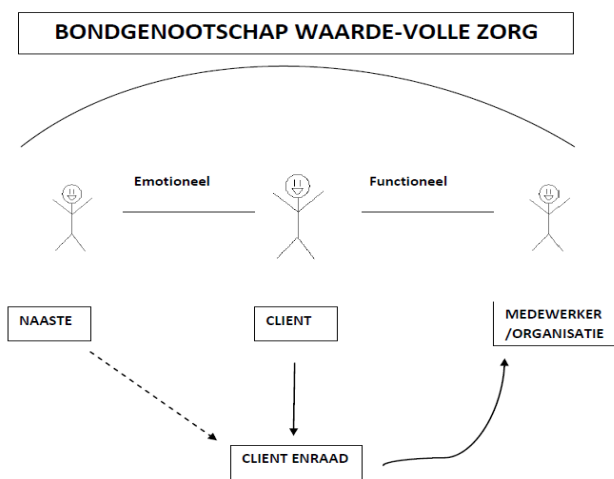 BONDGENOOTSCHAP WAARDE-VOLLE ZORG
Emotioneel
Functioneel
NAASTE
CLIENT
MEDEWERKER
/ORGANISATIE
CLIENT ENRAAD